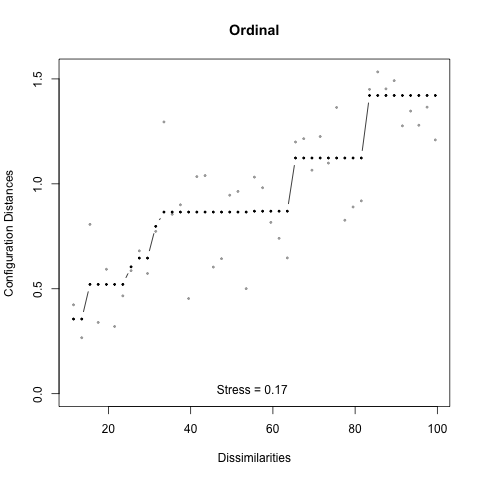 Ordinal
Configuration Distances
1.5
1.0
0.5
0.0
Stress = 0.17
20 40 60 80 100
Dissimilarities